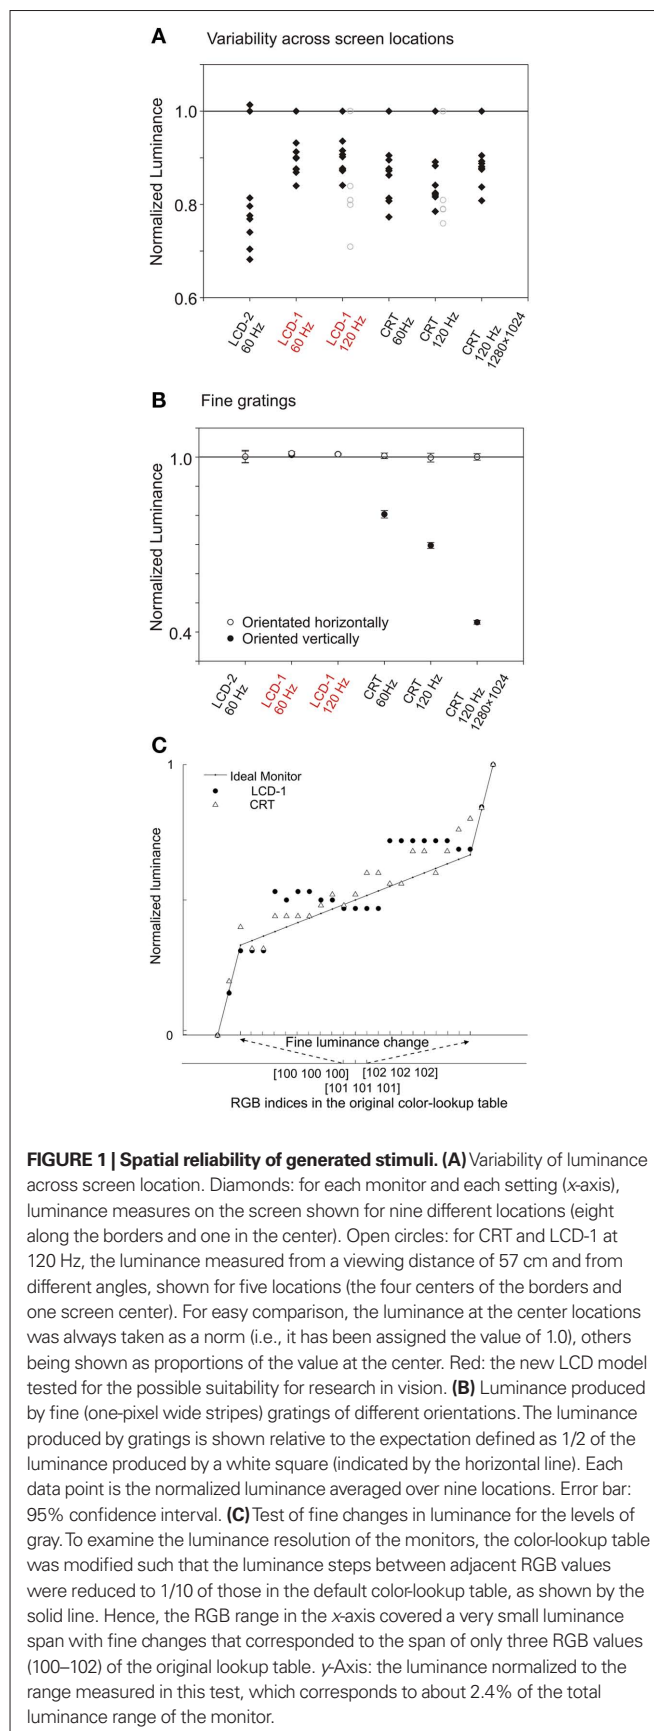 A Variability across screen locations
Normalized Luminance
1.0
0.8
0.6
LCD-2
60 Hz
LCD-1
60 Hz
LCD-1
120 Hz
CRT
60Hz
CRT
120 Hz
CRT
120 Hz
1280×1024
B Fine gratings
Normalized Luminance
1.0
0.4
Orientated horizontally
Oriented vertically
LCD-2
60 Hz
LCD-1
60 Hz
LCD-1
120 Hz
CRT
60Hz
CRT
120 Hz
CRT
120 Hz
1280×1024
C
Normalized luminance
1
0
Ideal Monitor
LCD-1
CRT
Fine luminance change
[100 100 100] [102 102 102]
[101 101 101]
RGB indices in the original color-lookup table
FIGURE 1 | Spatial reliability of generated stimuli. (A) Variability of luminance
across screen location. Diamonds: for each monitor and each setting (x-axis),
luminance measures on the screen shown for nine different locations (eight
along the borders and one in the center). Open circles: for CRT and LCD-1 at
120 Hz, the luminance measured from a viewing distance of 57 cm and from
different angles, shown for five locations (the four centers of the borders and
one screen center). For easy comparison, the luminance at the center locations
was always taken as a norm (i.e., it has been assigned the value of 1.0), others
being shown as proportions of the value at the center. Red: the new LCD model
tested for the possible suitability for research in vision. (B) Luminance produced
by fine (one-pixel wide stripes) gratings of different orientations. The luminance
produced by gratings is shown relative to the expectation defined as 1/2 of the
luminance produced by a white square (indicated by the horizontal line). Each
data point is the normalized luminance averaged over nine locations. Error bar:
95% confidence interval. (C) Test of fine changes in luminance for the levels of
gray. To examine the luminance resolution of the monitors, the color-lookup table
was modified such that the luminance steps between adjacent RGB values
were reduced to 1/10 of those in the default color-lookup table, as shown by the
solid line. Hence, the RGB range in the x-axis covered a very small luminance
span with fine changes that corresponded to the span of only three RGB values
(100–102) of the original lookup table. y-Axis: the luminance normalized to the
range measured in this test, which corresponds to about 2.4% of the total
luminance range of the monitor.